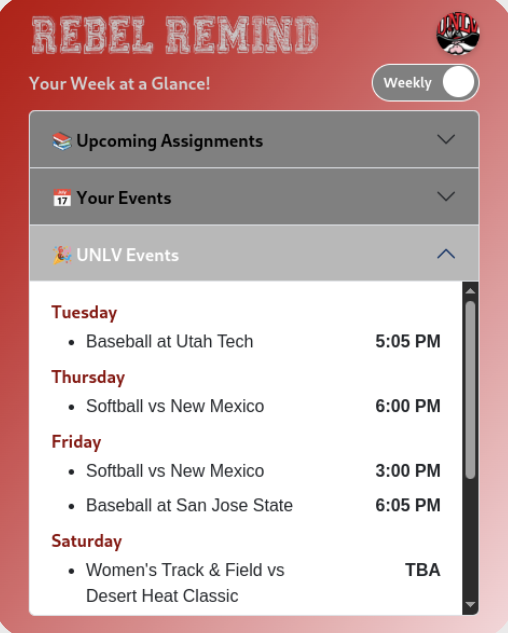 REBEL REMIND
UNLV
Your Week at a Glance!
Weekly
📚 Upcoming Assignments
📅 Your Events
🎉 UNLV Events
Tuesday
• Baseball at Utah Tech 5:05 PM
Thursday
• Softball vs New Mexico 6:00 PM
Friday
• Softball vs New Mexico 3:00 PM
• Baseball at San Jose State 6:05 PM
Saturday
• Women's Track & Field vs TBA
Desert Heat Classic